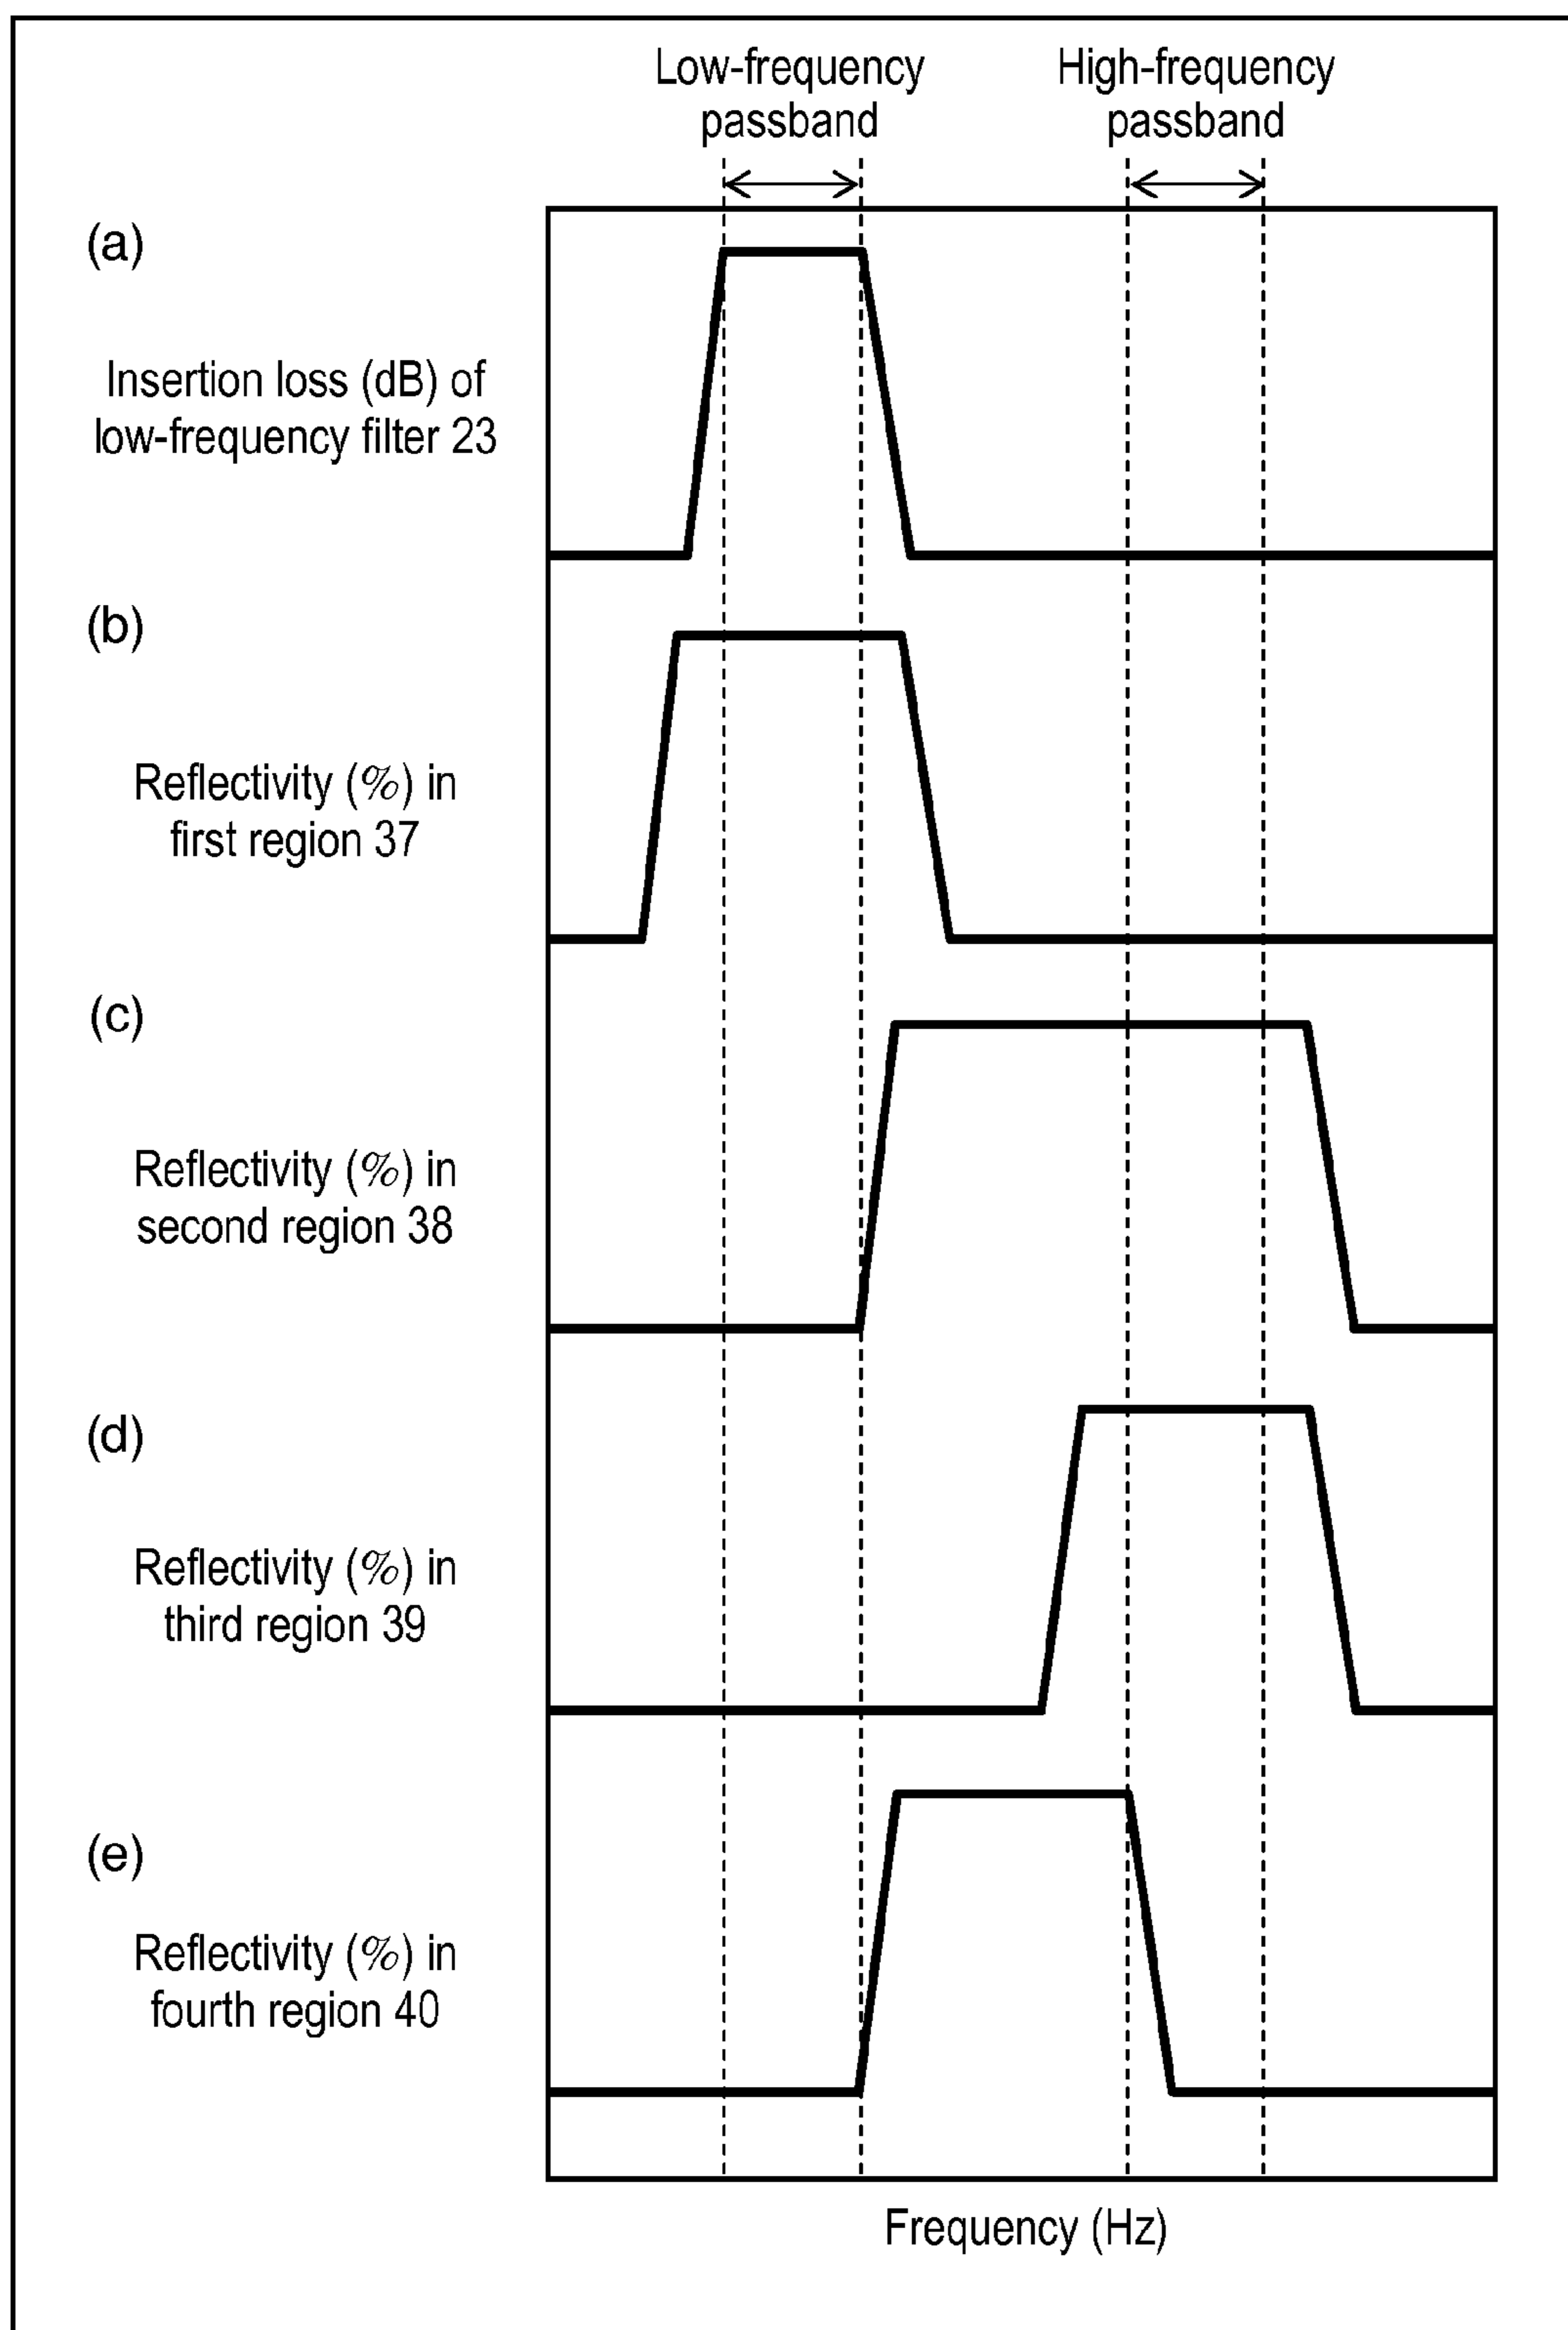 Low-frequency
passband
High-frequency
passband
(a)
Insertion loss (dB) of
low-frequency filter 23
(b)
Reflectivity (%) in
first region 37
(c)
Reflectivity (%) in
second region 38
(d)
Reflectivity (%) in
third region 39
(e)
Reflectivity (%) in
fourth region 40
Frequency (Hz)